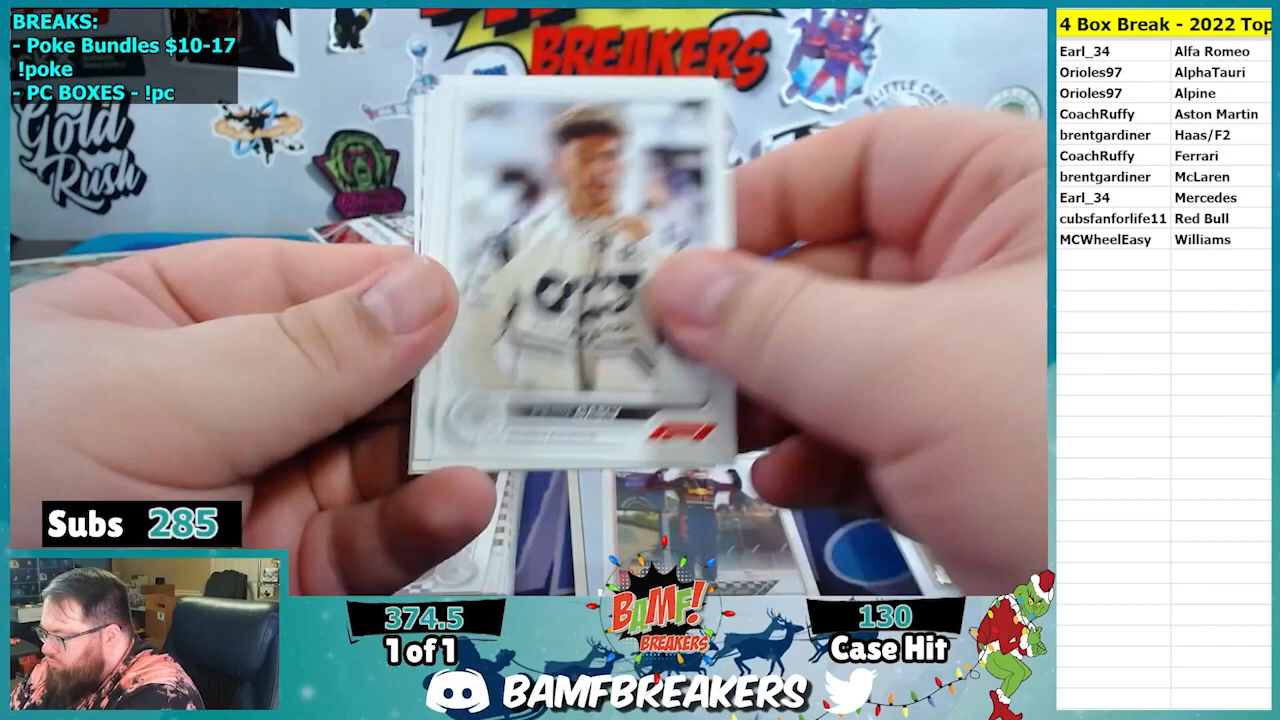 BREAKS:
- Poke Bundles $10-17
!poke
- PC BOXES - !pc
BREAKERS
LITTLE CHE
Gold
Rush
4 Box Break - 2022 Top
Earl_34 Alfa Romeo
Orioles97 AlphaTauri
Orioles97 Alpine
CoachRuffy Aston Martin
brentgardiner Haas/F2
CoachRuffy Ferrari
brentgardiner McLaren
Earl_34 Mercedes
cubsfanforlife11 Red Bull
MCWheelEasy Williams
Subs 285
374.5
1 of 1
BAMF!
BREAKERS
130
Case Hit
BAMFBREAKERS